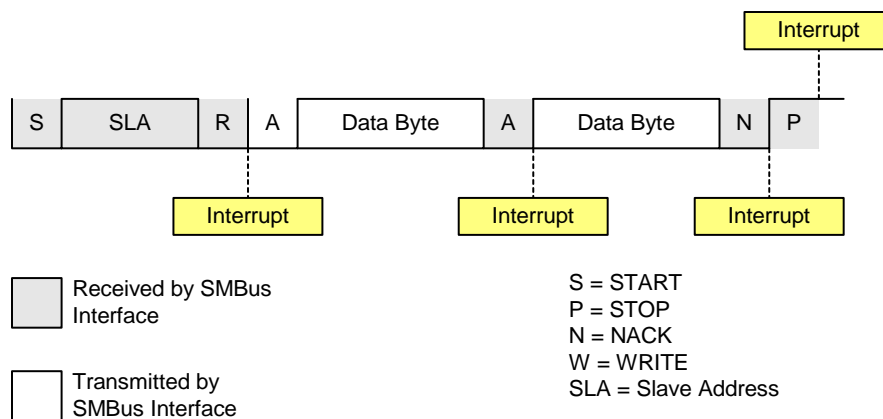 Interrupt
S SLA R A Data Byte A Data Byte N P
Interrupt Interrupt Interrupt
Received by SMBus
Interface
Transmitted by
SMBus Interface
S = START
P = STOP
N = NACK
W = WRITE
SLA = Slave Address